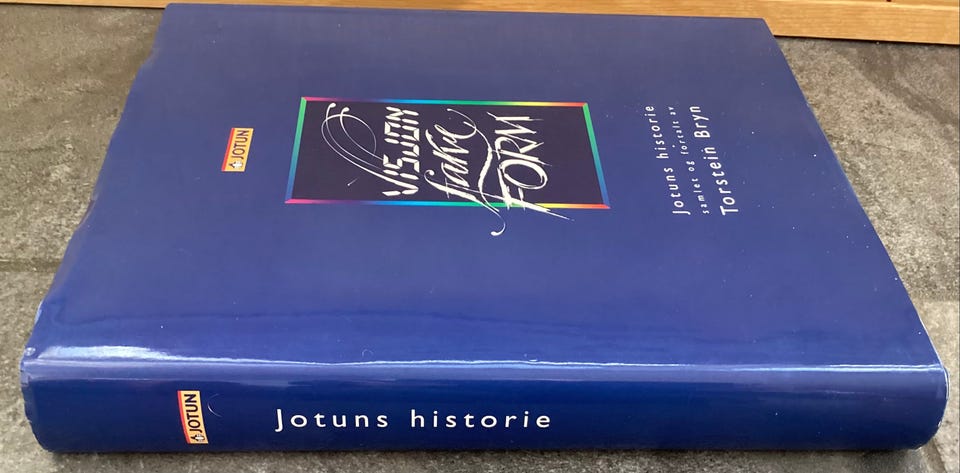 JOTUN
VISJON
farve
FORM
Jotuns historie
samlet og fortalt av
Torstein Bryn
JOTUN
Jotuns historie